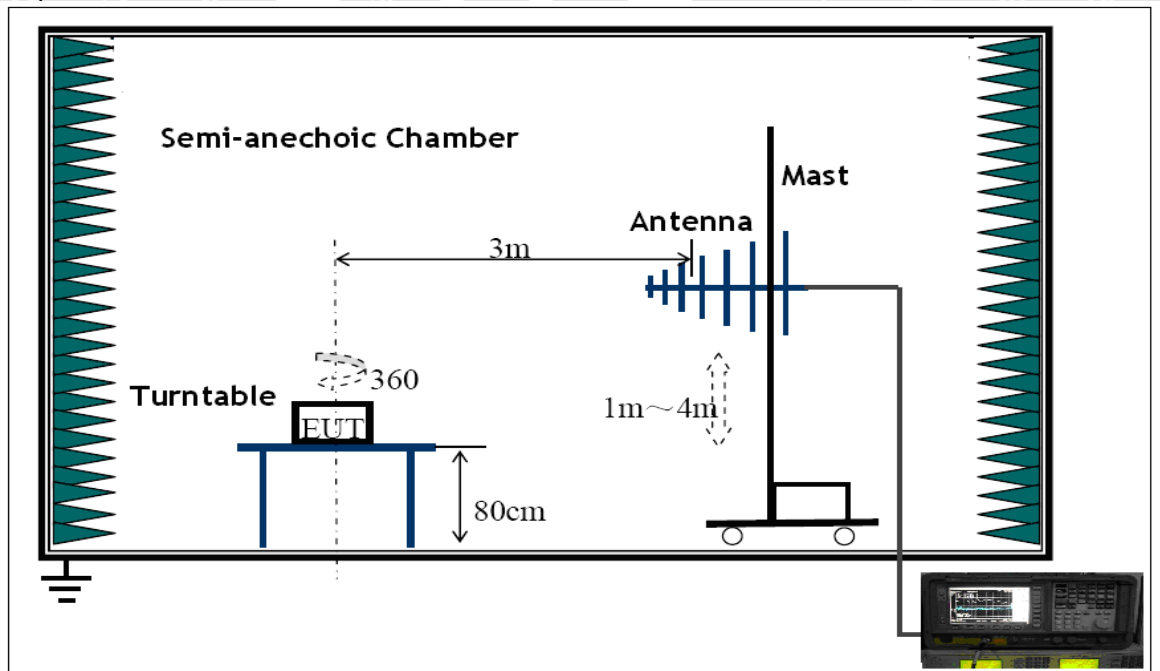 Semi-anechoic Chamber
Mast
Antenna
3m
360
Turntable
1m～4m
EUT
80cm